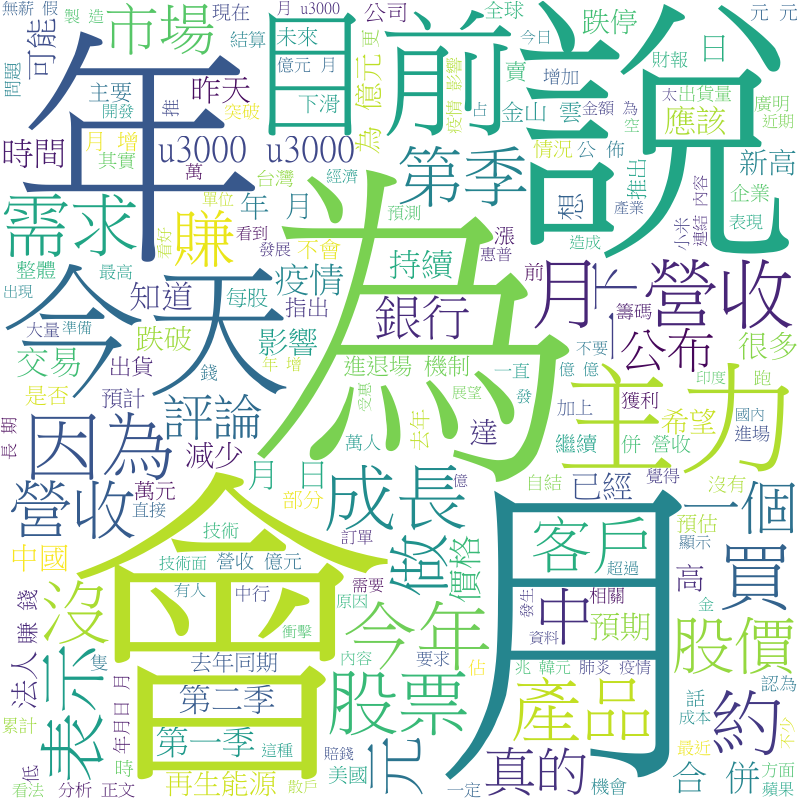 無薪 假
製 造
可能
市場
問題
主要
開發
推
昨天
月 增
突破
其實
時間
u3000 u3000
萬
年
現在
月 u3000
結算
未來
億元 月
目前
下滑
公司
更
今日
為 億元
疫情 影響
全球
占
跌停
賣
增加
金山 雲
說
日
財報
元 元
太
出貨量
廣明
近期
金額 為
空
應該
情況
公 佈
想
推出
新高
企業
表現
小米
連結 內容
產業
第季
需求
賺
單位
台灣
經濟
年 月
預測
看好
看到
發展
不會
整體
最高
出現
大量
準備
疫情
每股
指出
知道
跌破
影響
交易
出貨
錢
年 增
是否
預計
今天
為
持續
漲
惠普
前
造成
銀行
進退場 機制
一直
億 億
展望
受惠
發
月
下
一
籌碼
不要
營收
公布
很多
印度
跑
國內
進場
獲利
加上
主力
希望
繼續
併 營收
覺得
沒有
達
萬人
去年
長 期
因為
評論
減少
月 日
萬元
直接
部分
億
營收
成長
自結
已經
一個
預估
顯示
技術
訂單
客戶
超過
做
價格
買
中國
技術面
營收 億元
有人
中行
需要
原因
衝擊
會
月
高
發生
相關
資料
中
預期
金
沒
法人
賺 錢
隻
去年同期
今年
內容
要求
佔
兆 韓元
肺炎 疫情
股價
表示
第二季
股票
產品
約
話
成本
認為
不少
累計
年月日 月
第一季
這種
低
時
再生能源
賠錢
美國
元
真的
合 併
最近
方面
蘋果
看法
分析
正文
散戶
一定
機會